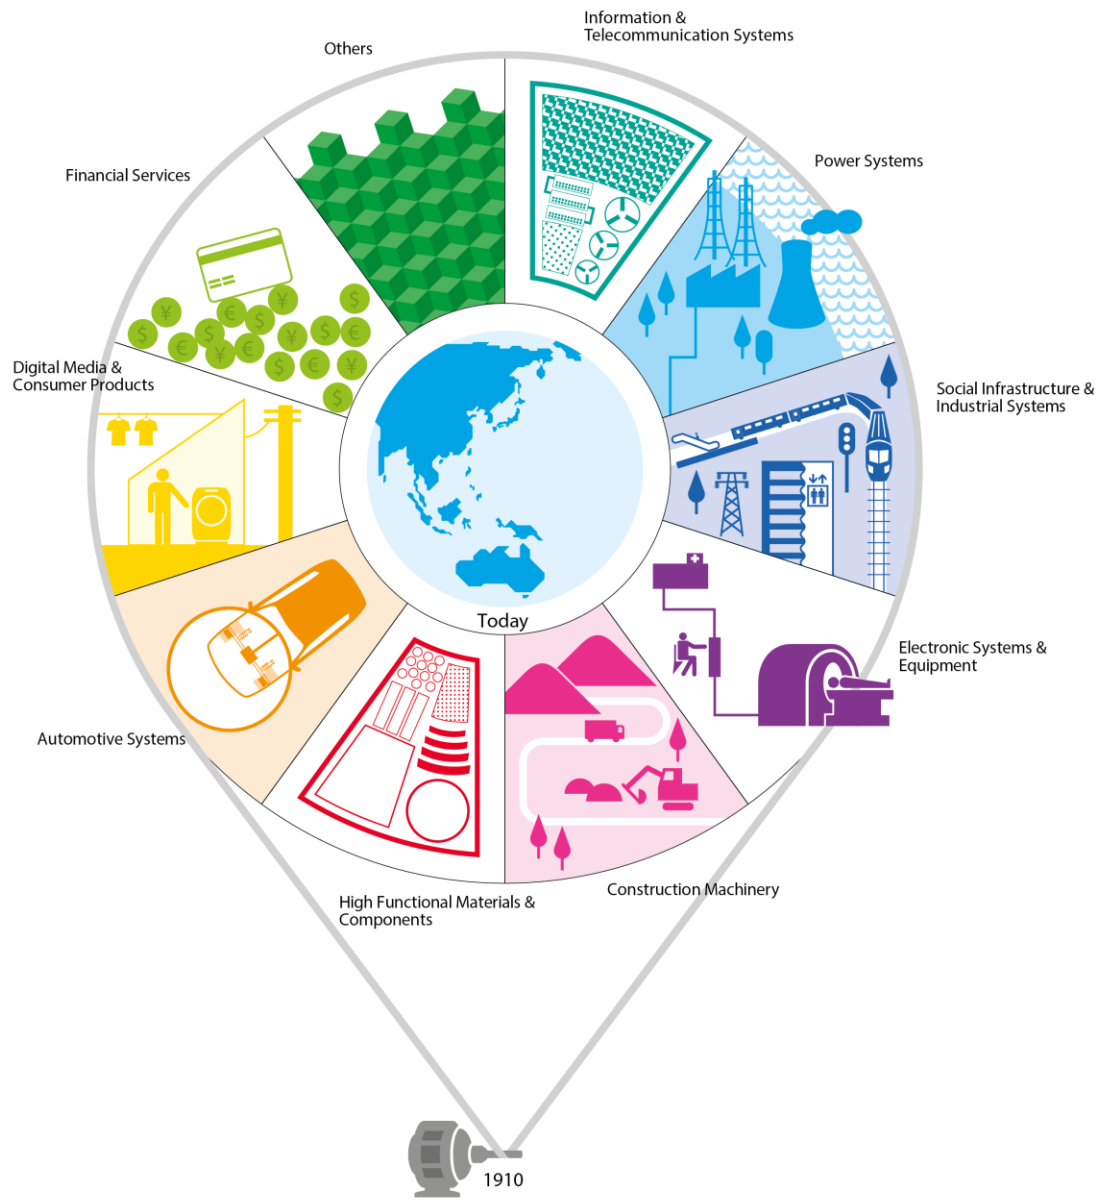 Information &
Telecommunication Systems
Others
Power Systems
Financial Services
Digital Media &
Consumer Products
Social Infrastructure &
Industrial Systems
¥
$
€
¥
$
$
€
$
¥
$
€
¥
€
$
€
¥
$
Today
Electronic Systems &
Equipment
Automotive Systems
Construction Machinery
High Functional Materials &
Components
1910